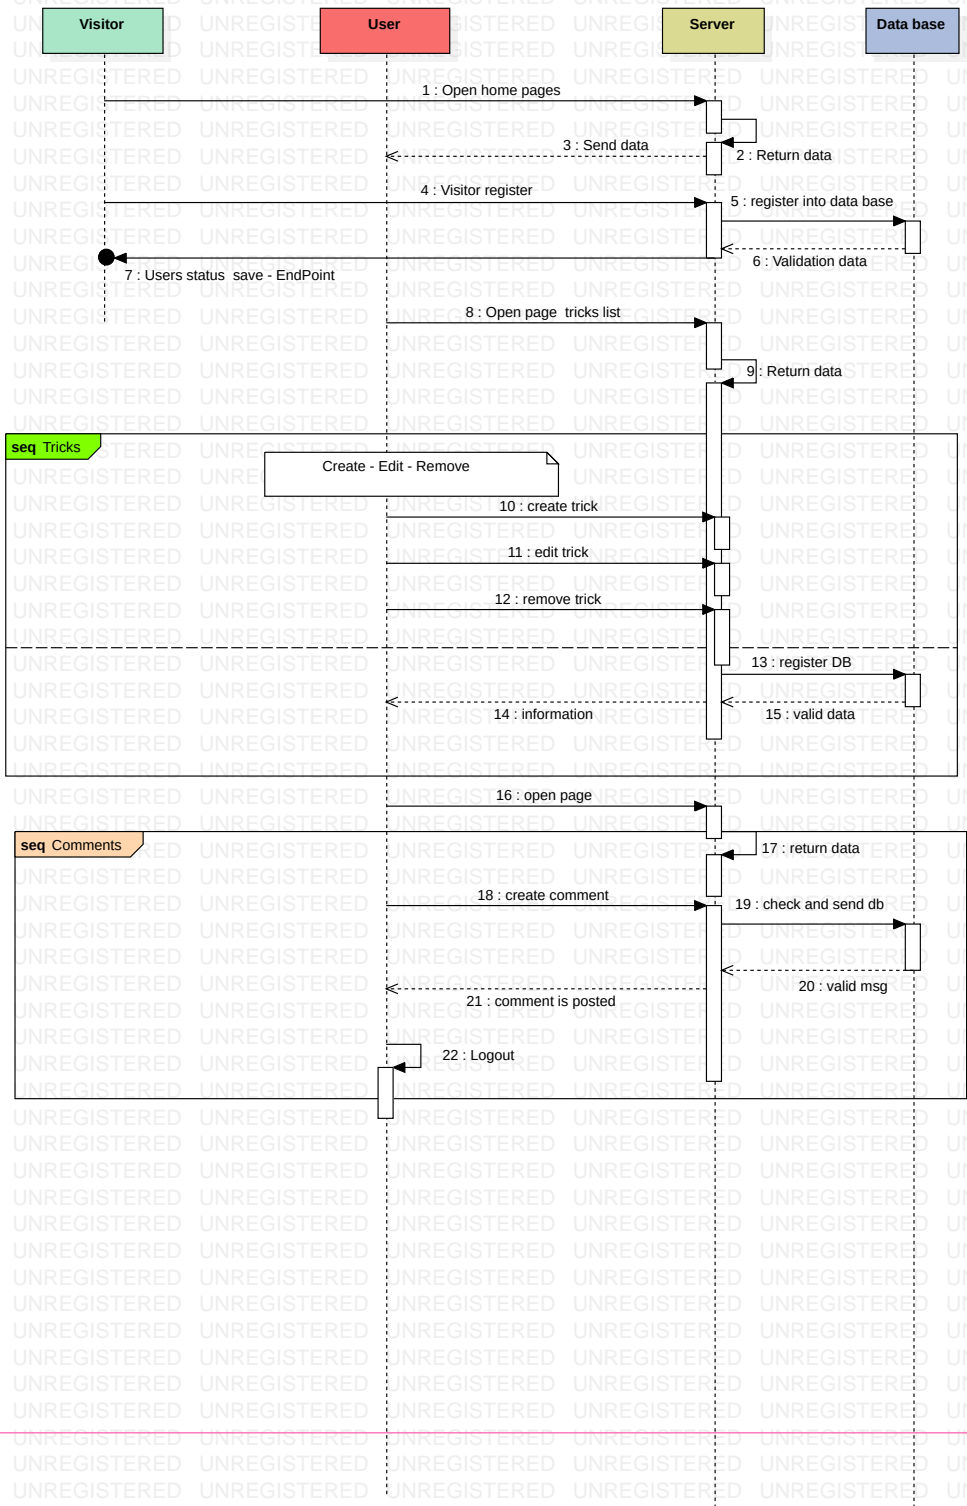 Visitor
User
Server
Data base
1 : Open home pages
3 : Send data
2 : Return data
4 : Visitor register
5 : register into data base
6 : Validation data
7 : Users status  save - EndPoint
8 : Open page  tricks list
9 : Return data
seq Tricks
Create - Edit - Remove
10 : create trick
11 : edit trick
12 : remove trick
13 : register DB
14 : information
15 : valid data
16 : open page
seq Comments
17 : return data
18 : create comment
19 : check and send db
20 : valid msg
21 : comment is posted
22 : Logout
UNREGISTERED